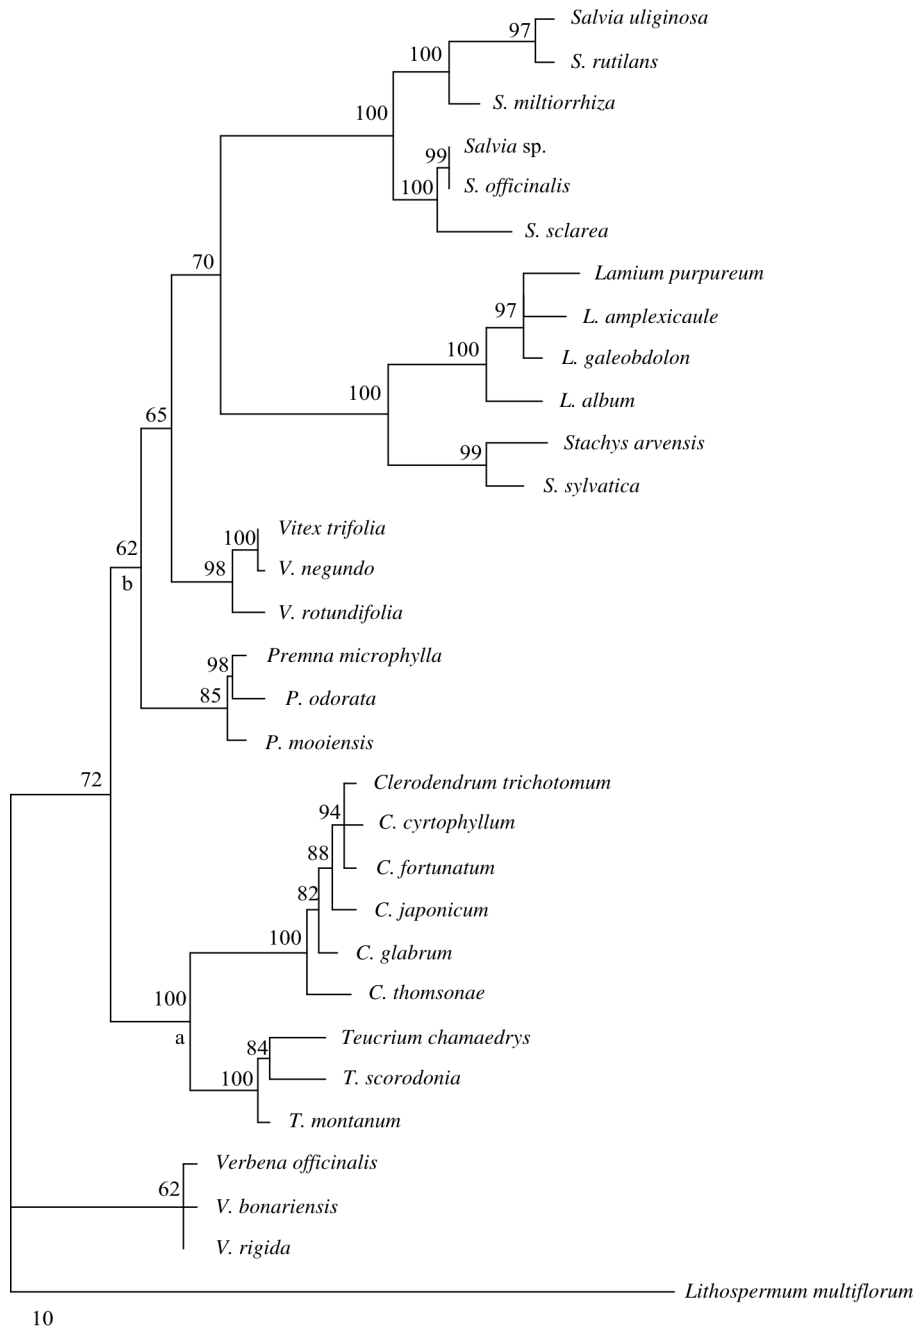 Salvia uliginosa
97
S. rutilans
100
S. miltiorrhiza
100
Salvia sp.
99
S. officinalis
100
S. sclarea
70
Lamium purpureum
97
L. amplexicaule
100
L. galeobdolon
100
L. album
65
Stachys arvensis
99
S. sylvatica
Vitex trifolia
100
62
V. negundo
98
b
V. rotundifolia
Premna microphylla
98
85
P. odorata
P. mooiensis
72
Clerodendrum trichotomum
94
C. cyrtophyllum
88
C. fortunatum
82
C. japonicum
100
C. glabrum
100
C. thomsonae
a
Teucrium chamaedrys
84
100
T. scorodonia
T. montanum
Verbena officinalis
62
V. bonariensis
V. rigida
Lithospermum multiflorum
10